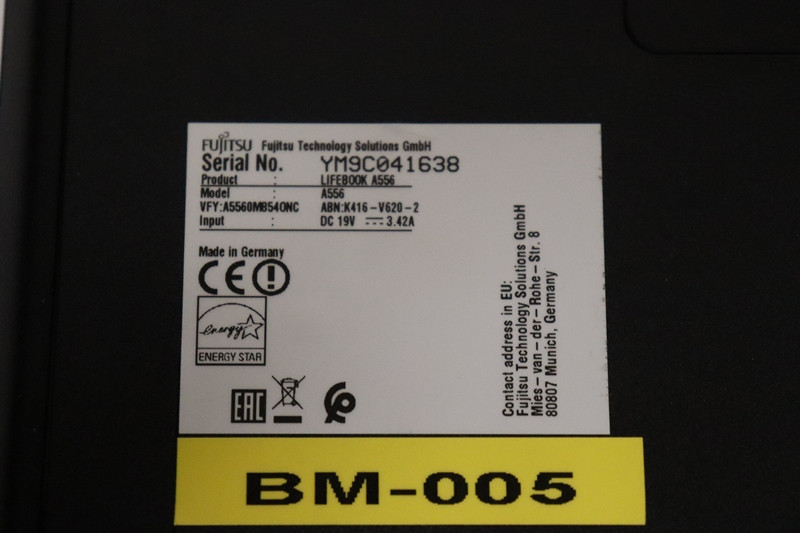 FUJITSU Fujitsu Technology Solutions GmbH
Serial No. YM9C041638
Product : LIFEBOOK A556
Model : A556
VFY:A5560M8540NC ABN:K416-V620-2
Input : DC 19V ⎓ 3.42A
Made in Germany
CE
energy
ENERGY STAR
EAC
Contact address in EU:
Fujitsu Technology Solutions GmbH
Mies-van-der-Rohe-Str. 8
80807 Munich, Germany
BM-005